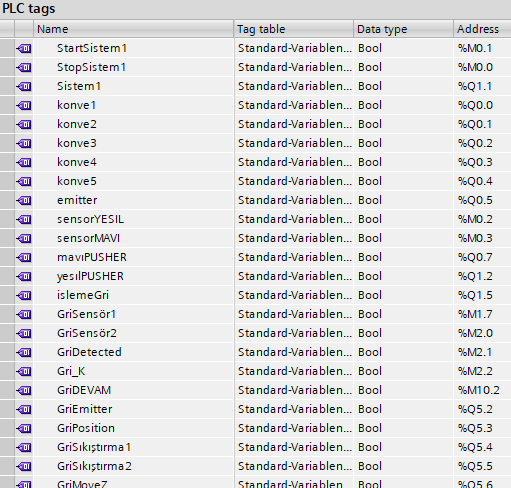 PLC tags
Name Tag table Data type Address
StartSistem1 Standard-Variablen... Bool %M0.1
StopSistem1 Standard-Variablen... Bool %M0.0
Sistem1 Standard-Variablen... Bool %Q1.1
konve1 Standard-Variablen... Bool %Q0.0
konve2 Standard-Variablen... Bool %Q0.1
konve3 Standard-Variablen... Bool %Q0.2
konve4 Standard-Variablen... Bool %Q0.3
konve5 Standard-Variablen... Bool %Q0.4
emitter Standard-Variablen... Bool %Q0.5
sensorYESIL Standard-Variablen... Bool %M0.2
sensorMAVI Standard-Variablen... Bool %M0.3
mavıPUSHER Standard-Variablen... Bool %Q0.7
yesılPUSHER Standard-Variablen... Bool %Q1.2
islemeGri Standard-Variablen... Bool %Q1.5
GriSensör1 Standard-Variablen... Bool %M1.7
GriSensör2 Standard-Variablen... Bool %M2.0
GriDetected Standard-Variablen... Bool %M2.1
Gri_K Standard-Variablen... Bool %M2.2
GriDEVAM Standard-Variablen... Bool %M10.2
GriEmitter Standard-Variablen... Bool %Q5.2
GriPosition Standard-Variablen... Bool %Q5.3
GriSıkıştırma1 Standard-Variablen... Bool %Q5.4
GriSıkıştırma2 Standard-Variablen... Bool %Q5.5
GriMoveZ Standard-Variablen... Bool %Q5.6